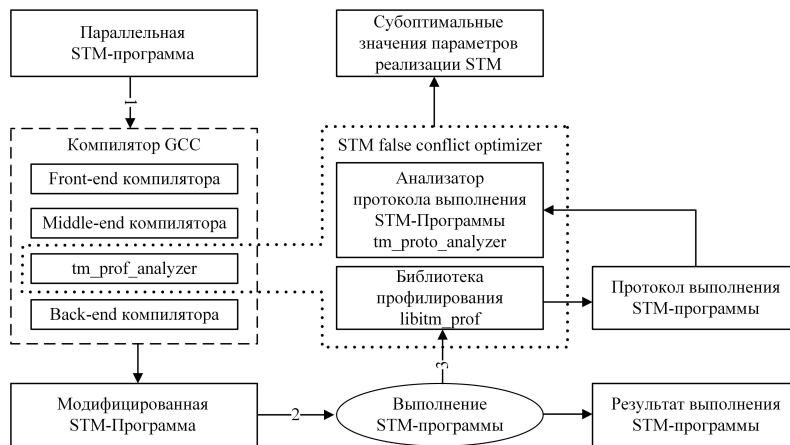 Параллельная
STM-программа
Субоптимальные
значения параметров
реализации STM
1
Компилятор GCC
Front-end компилятора
Middle-end компилятора
tm_prof_analyzer
Back-end компилятора
STM false conflict optimizer
Анализатор
протокола выполнения
STM-Программы
tm_proto_analyzer
Библиотека
профилирования
libitm_prof
Протокол выполнения
STM-программы
3
Модифицированная
STM-Программа
2
Выполнение
STM-программы
Результат выполнения
STM-программы